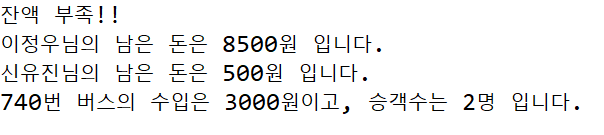 잔액 부족!!
이정우님의 남은 돈은 8500원 입니다.
신유진님의 남은 돈은 500원 입니다.
740번 버스의 수입은 3000원이고, 승객수는 2명 입니다.